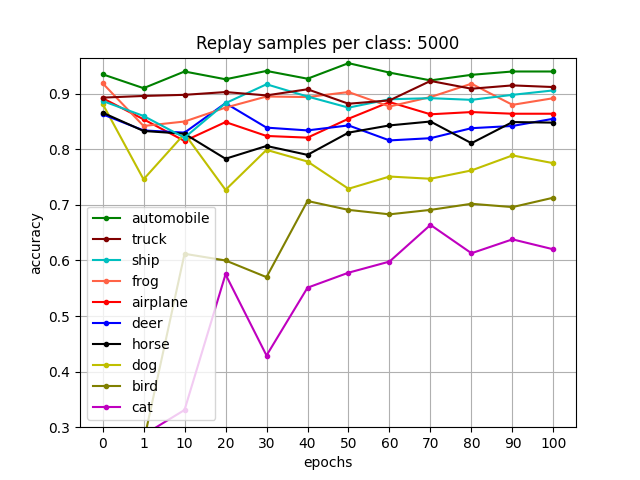 Replay samples per class: 5000
accuracy
0.9
0.8
0.7
0.6
0.5
0.4
0.3
automobile
truck
ship
frog
airplane
deer
horse
dog
bird
cat
0 1 10 20 30 40 50 60 70 80 90 100
epochs